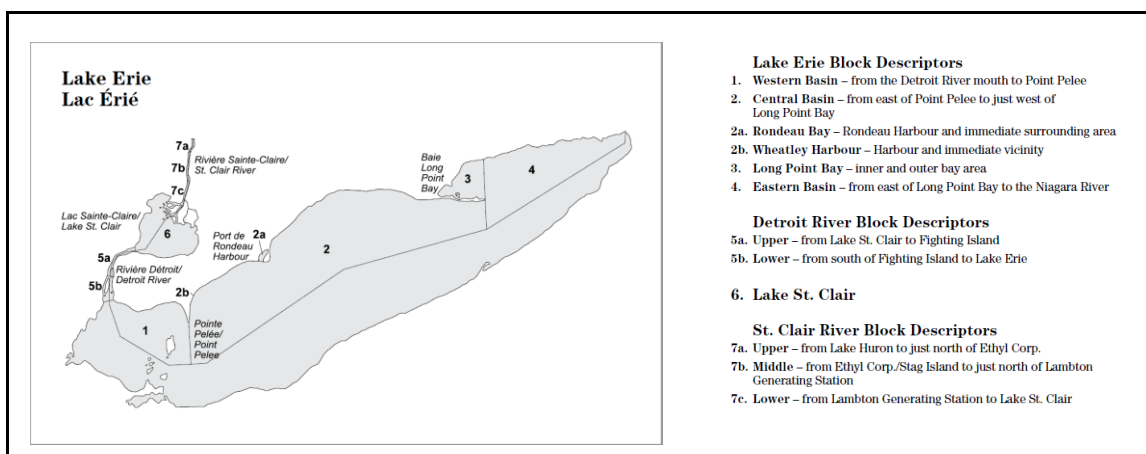 Lake Erie
Lac Érié
7a
7b
Rivière Sainte-Claire/
St. Clair River
7c
Lac Sainte-Claire/
Lake St. Clair
6
5a
Rivière Détroit/
Detroit River
5b
Port de
Rondeau
Harbour
2a
2b
Baie
Long
Point
Bay
3
4
2
1
Pointe
Pelée/
Point
Pelee
Lake Erie Block Descriptors
1. Western Basin – from the Detroit River mouth to Point Pelee
2. Central Basin – from east of Point Pelee to just west of
Long Point Bay
2a. Rondeau Bay – Rondeau Harbour and immediate surrounding area
2b. Wheatley Harbour – Harbour and immediate vicinity
3. Long Point Bay – inner and outer bay area
4. Eastern Basin – from east of Long Point Bay to the Niagara River
Detroit River Block Descriptors
5a. Upper – from Lake St. Clair to Fighting Island
5b. Lower – from south of Fighting Island to Lake Erie
6. Lake St. Clair
St. Clair River Block Descriptors
7a. Upper – from Lake Huron to just north of Ethyl Corp.
7b. Middle – from Ethyl Corp./Stag Island to just north of Lambton
Generating Station
7c. Lower – from Lambton Generating Station to Lake St. Clair